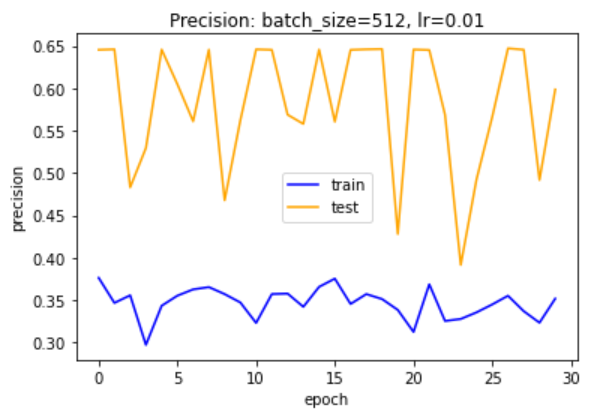 Precision: batch_size=512, lr=0.01
0.65
0.60
0.55
0.50
0.45
0.40
0.35
0.30
precision
train
test
0 5 10 15 20 25 30
epoch